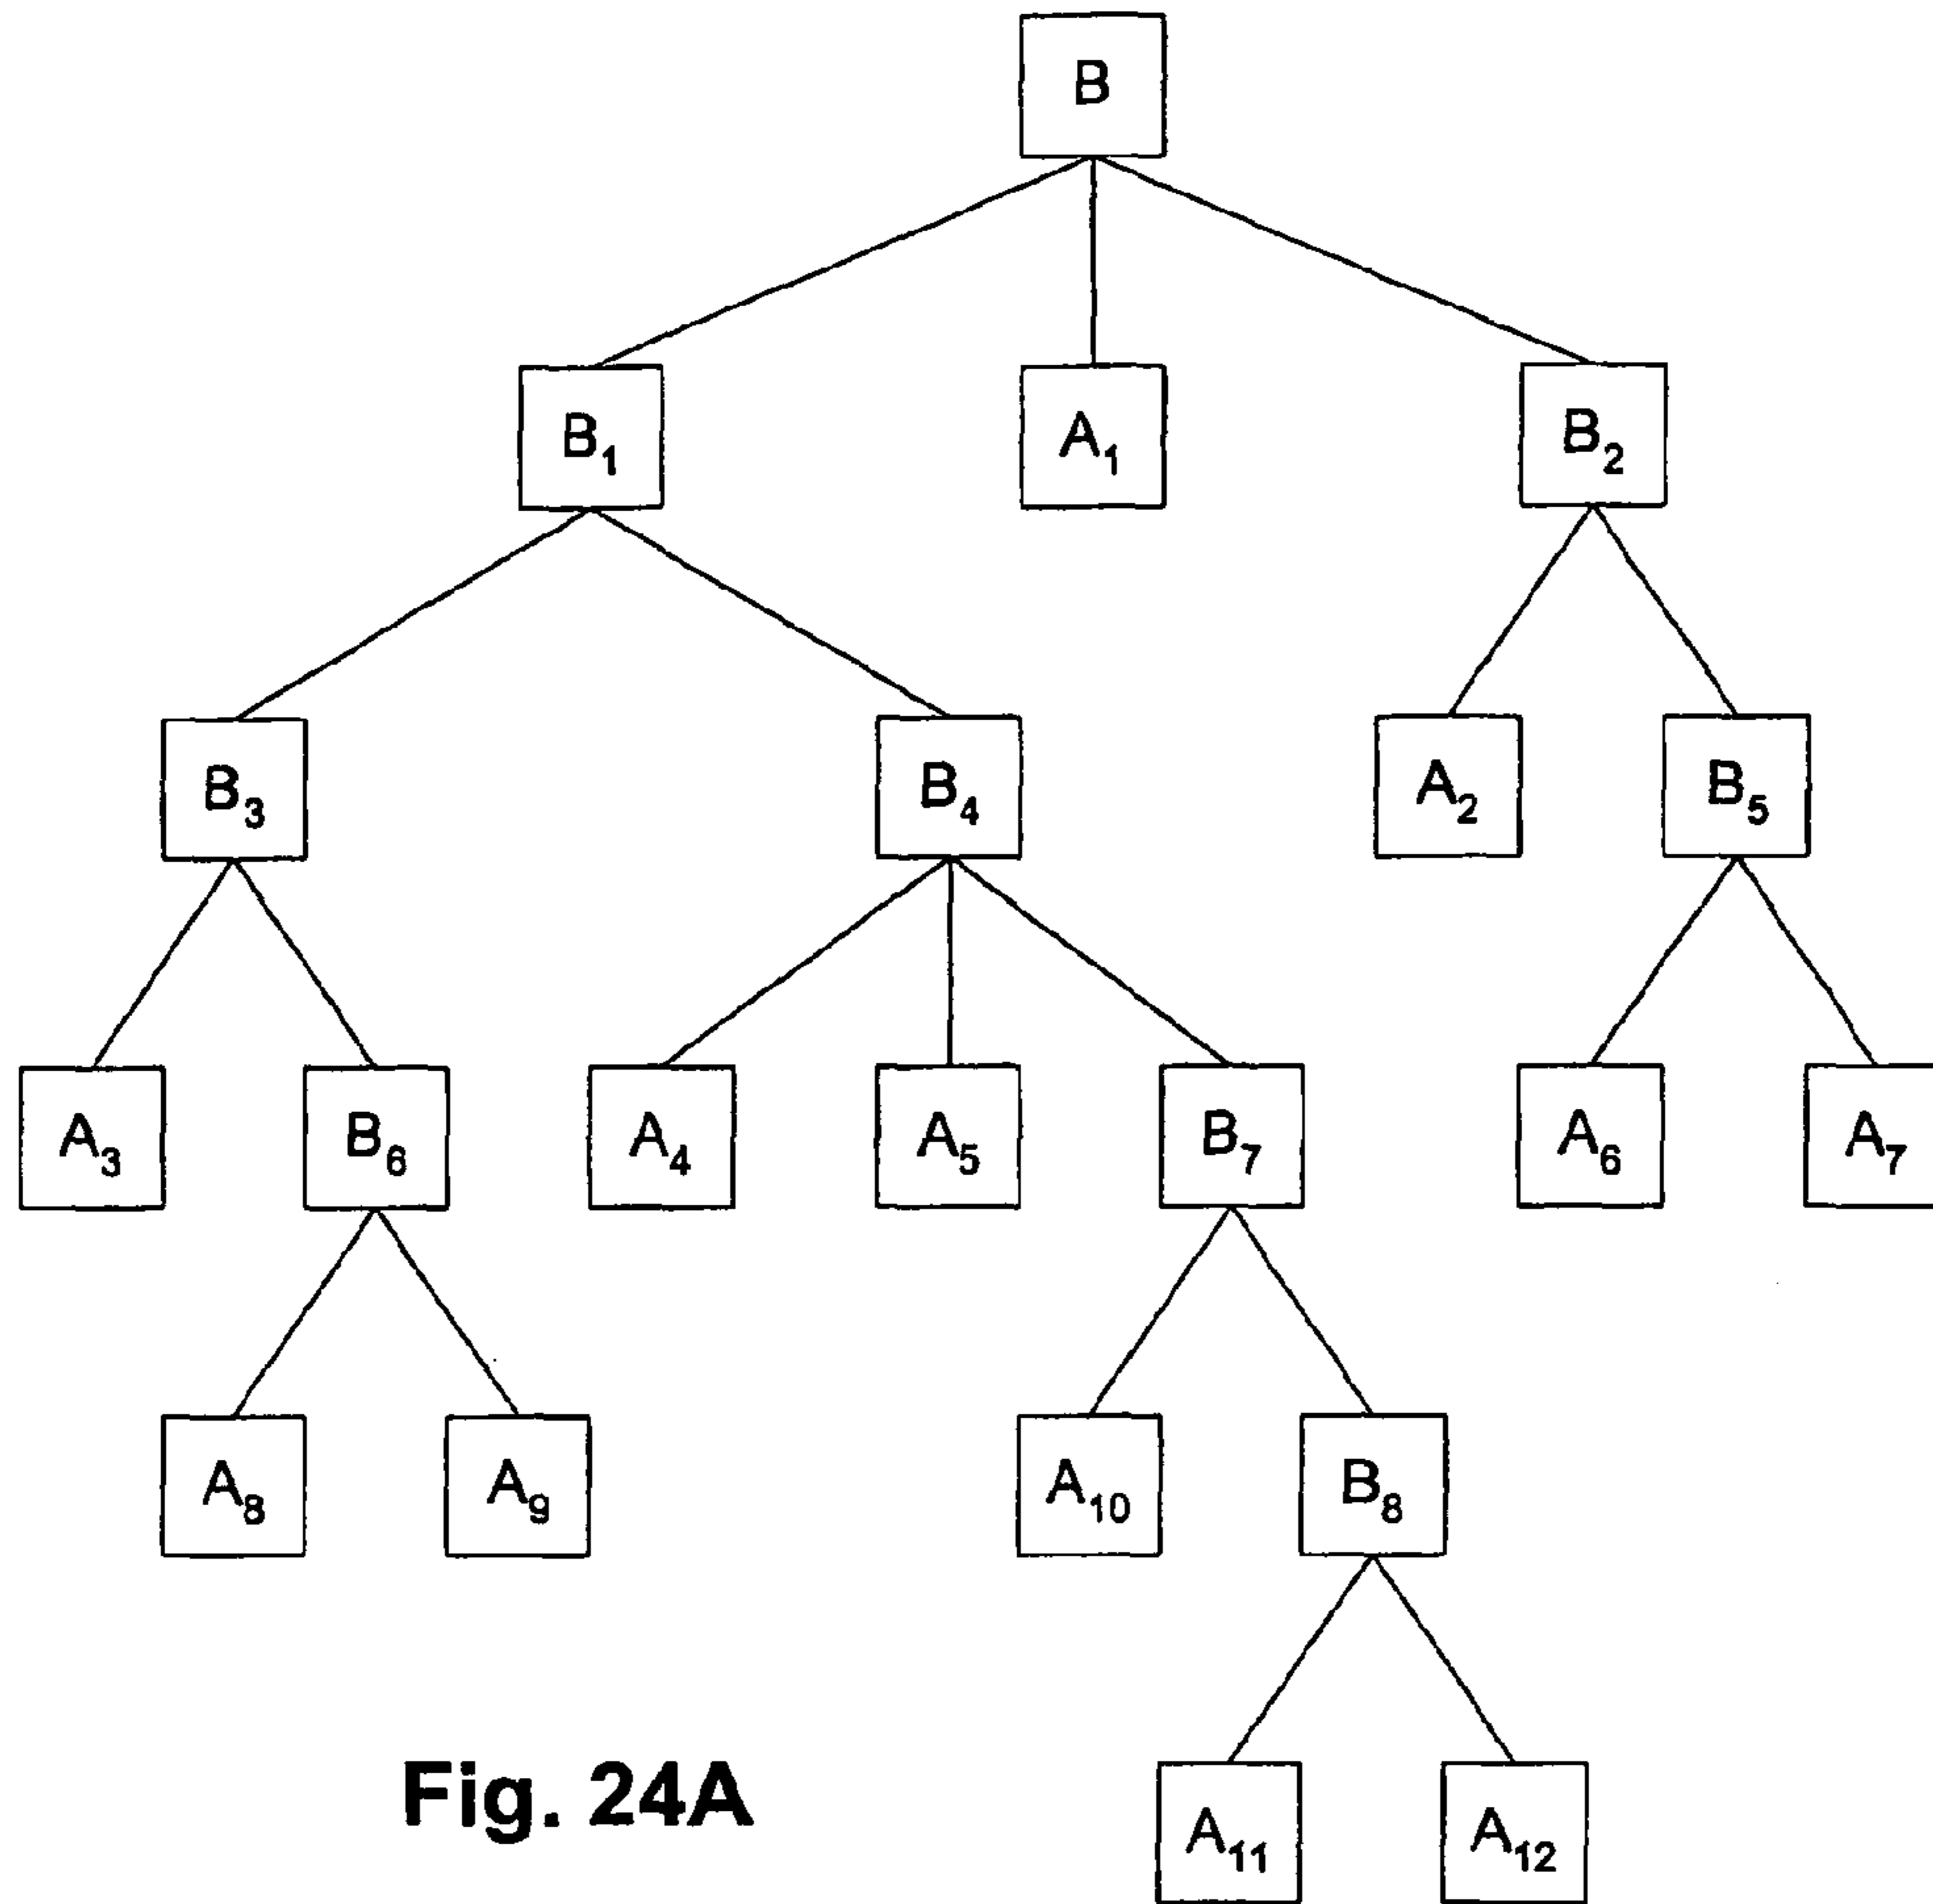 B
B₁ A₁ B₂
B₃ B₄ A₂ B₅
A₃ B₆ A₄ A₅ B₇ A₆ A₇
A₈ A₉ A₁₀ B₈
Fig. 24A
A₁₁ A₁₂